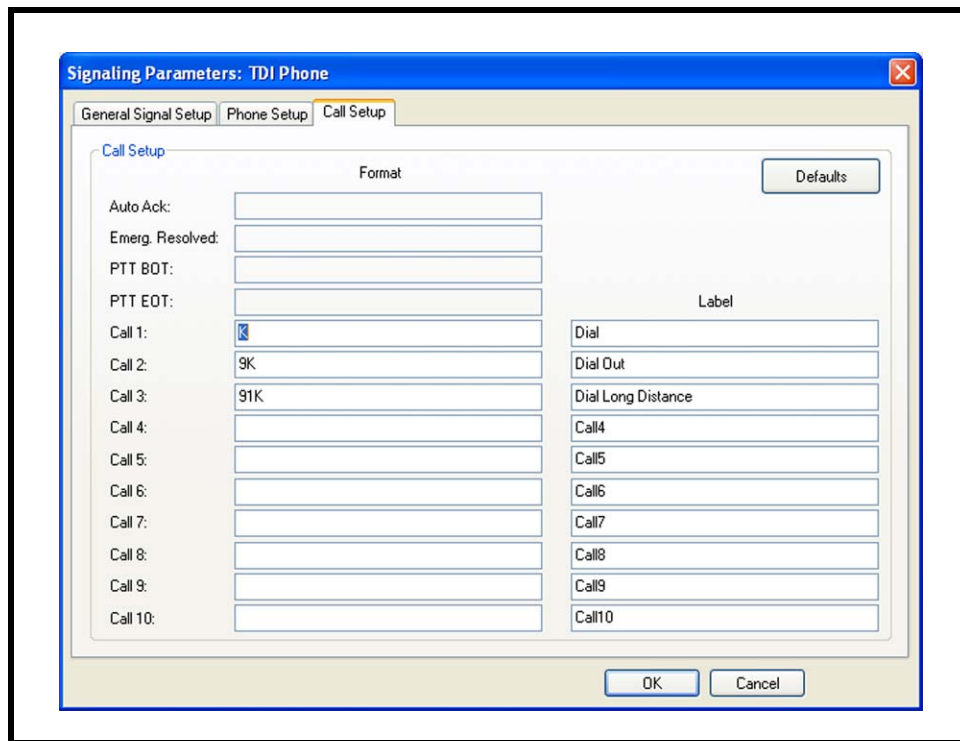 Signaling Parameters: TDI Phone
General Signal Setup Phone Setup Call Setup
Call Setup
Format
Defaults
Auto Ack:
Emerg. Resolved:
PTT BOT:
PTT EOT:
Label
Call 1: K Dial
Call 2: 9K Dial Out
Call 3: 91K Dial Long Distance
Call 4: Call4
Call 5: Call5
Call 6: Call6
Call 7: Call7
Call 8: Call8
Call 9: Call9
Call 10: Call10
OK Cancel